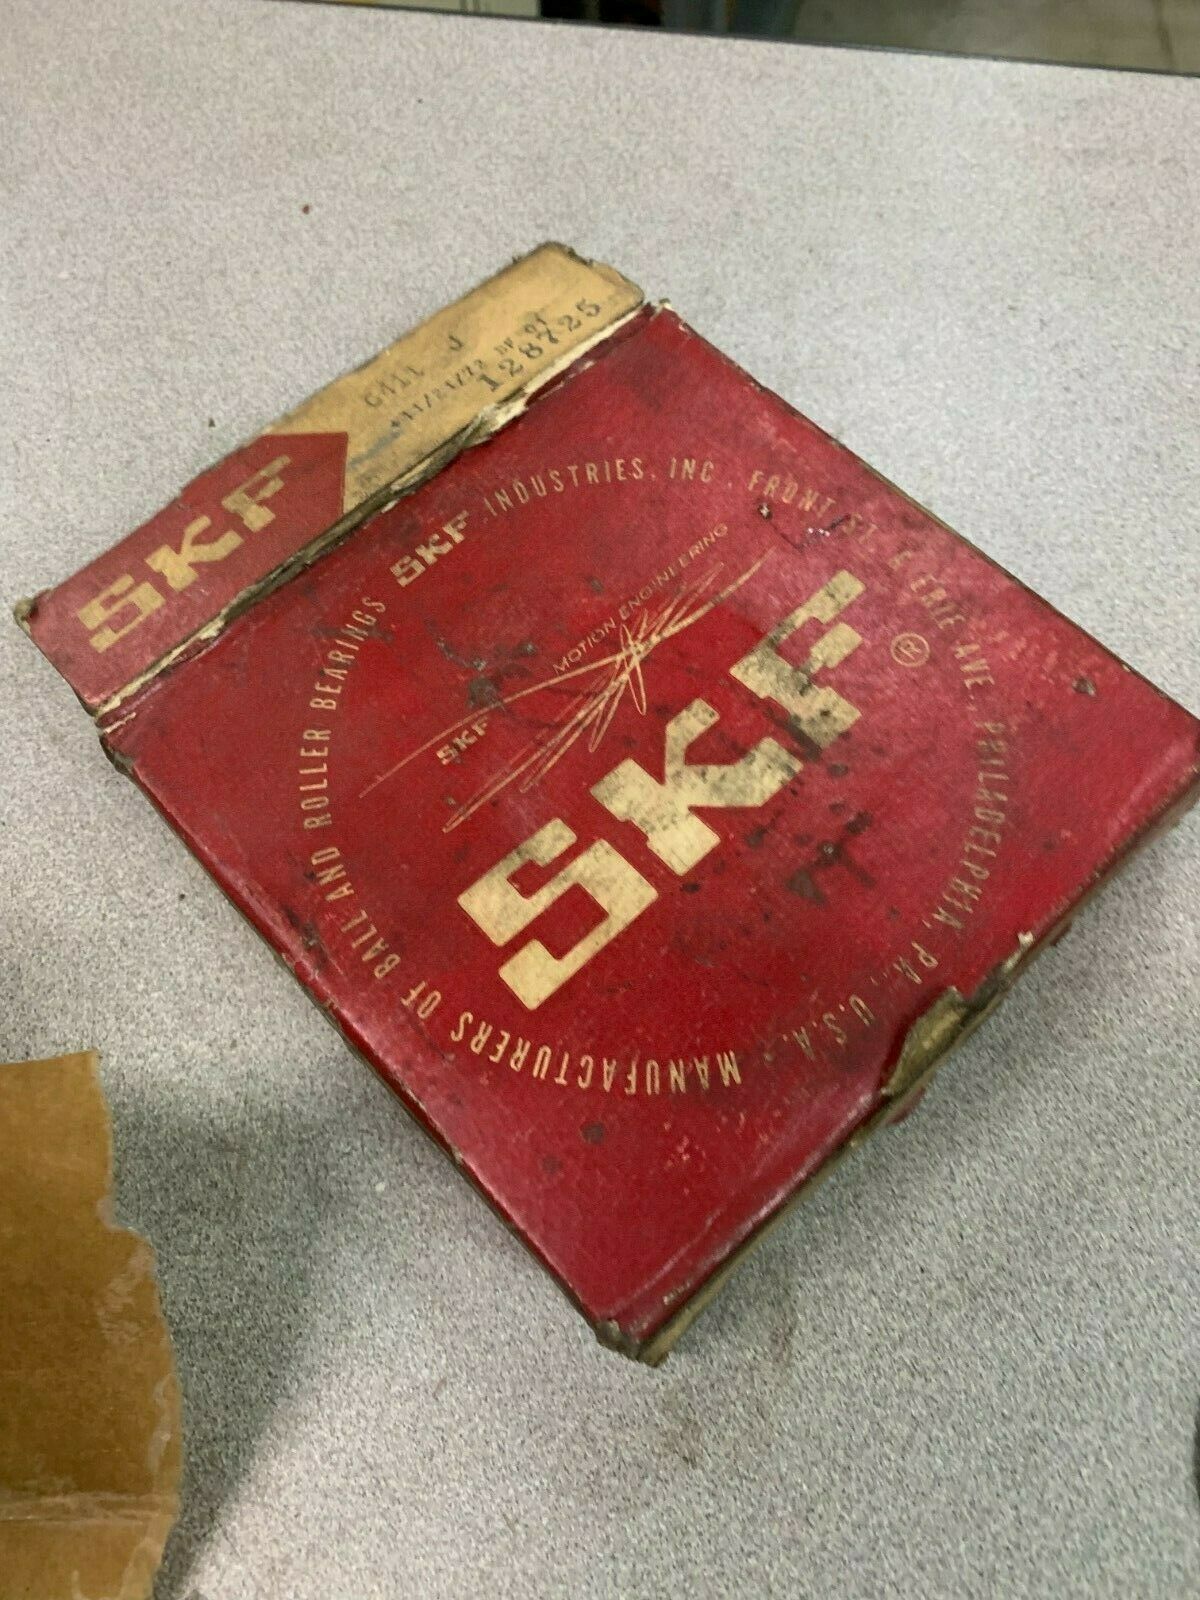 SKF
J
128725
SKF INDUSTRIES, INC., FRONT ST. & ERIE AVE., PHILADELPHIA, PA., U.S.A.
MANUFACTURERS OF BALL AND ROLLER BEARINGS
SKF MOTION ENGINEERING
SKF ®